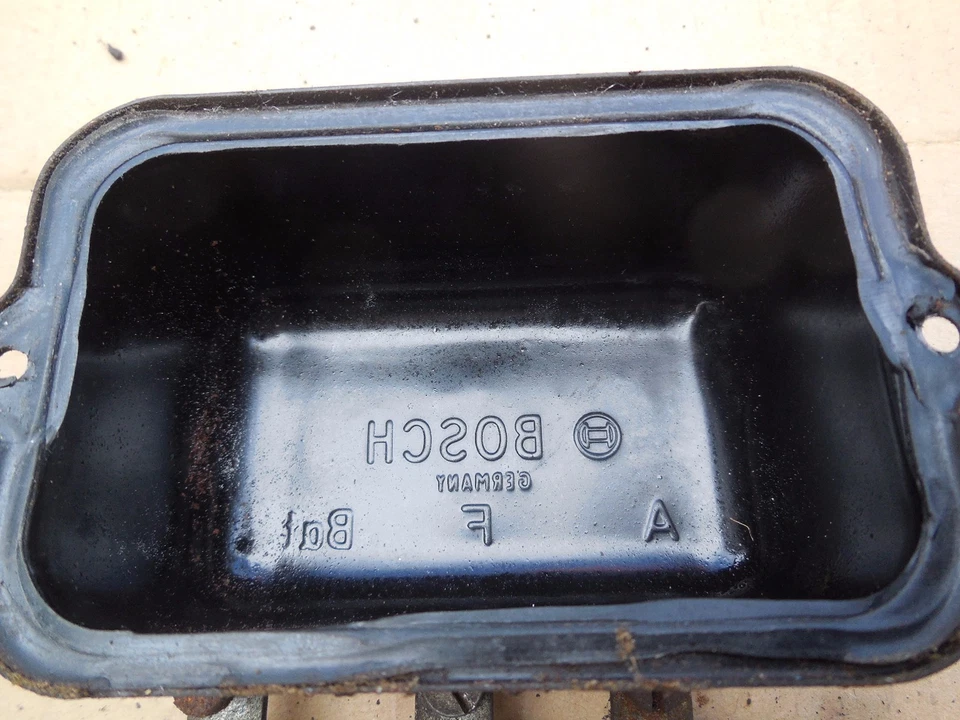 BOSCH
GERMANY
A F Bat